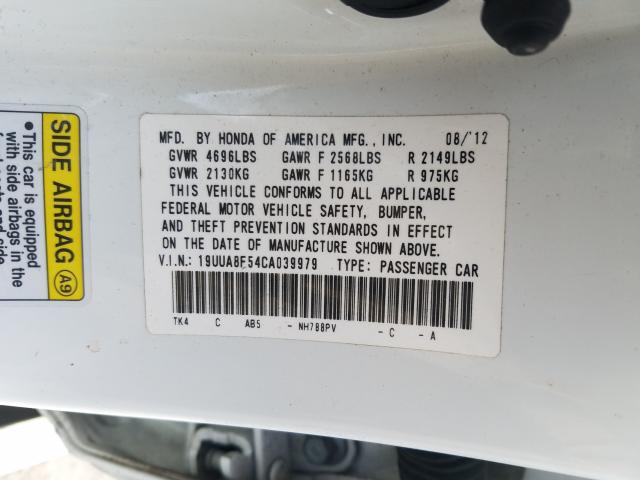 SIDE AIRBAG A9
•This car is equipped
with side airbags in the
MFD. BY HONDA OF AMERICA MFG., INC. 08/'12
GVWR 4696LBS GAWR F 2568LBS R 2149LBS
GVWR 2130KG GAWR F 1165KG R 975KG
THIS VEHICLE CONFORMS TO ALL APPLICABLE
FEDERAL MOTOR VEHICLE SAFETY, BUMPER,
AND THEFT PREVENTION STANDARDS IN EFFECT
ON THE DATE OF MANUFACTURE SHOWN ABOVE.
V.I.N.: 19UUA8F54CA039979 TYPE: PASSENGER CAR
TK4 C AB5 - NH788PV - C - A